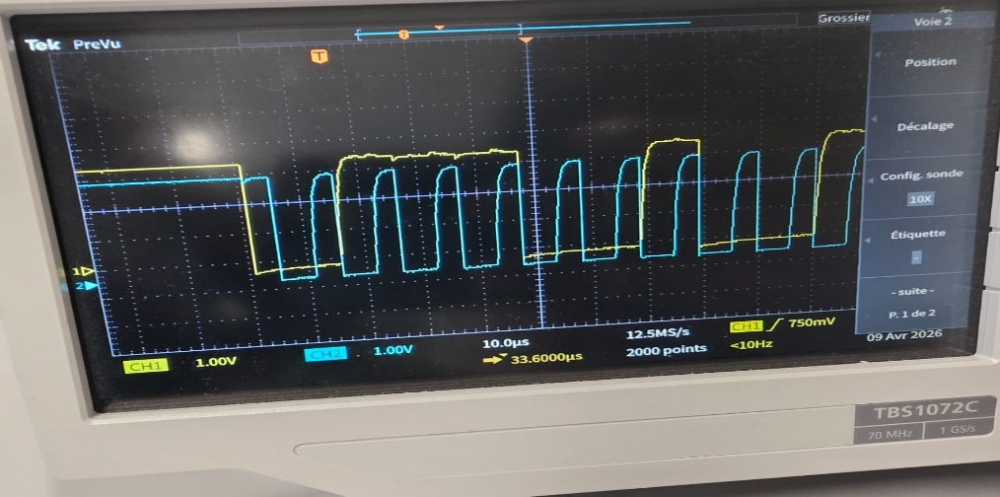 Tek PreVu
Grossier
Voie 2
T
T
Position
Décalage
Config. sonde
10X
Étiquette
-
- suite -
P. 1 de 2
1
2
CH1 1.00V
CH2 1.00V
10.0µs
33.6000µs
12.5MS/s
2000 points
CH1 750mV
<10Hz
09 Avr 2026
TBS1072C
70 MHz 1 GS/s